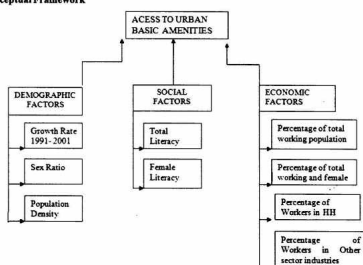 ceptual Framework
ACESS TO URBAN
BASIC AMENITIES
DEMOGRAPHIC
FACTORS
Growth Rate
1991- 2001
Sex Ratio
Population
Density
SOCIAL
FACTORS
Total
Literacy
Female
Literacy
ECONOMIC
FACTORS
Percentage of total
working population
Percentage of total
working and female
Percentage of
Workers in HH
Percentage of
Workers in Other
sector industries